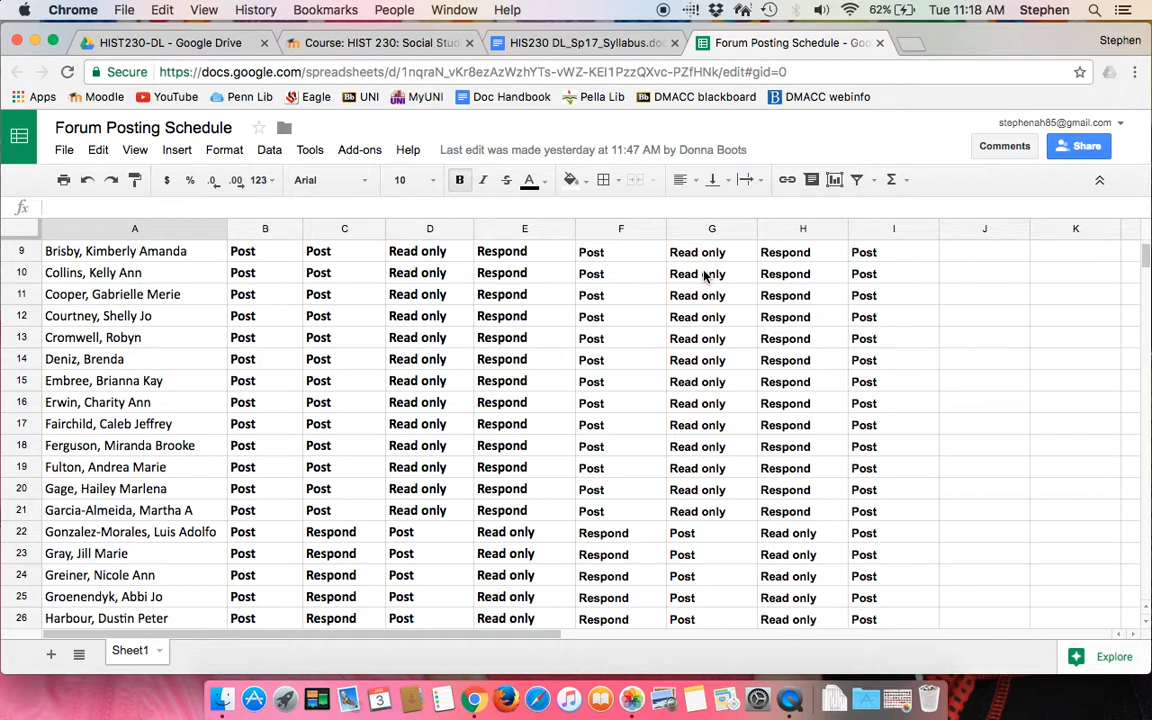 Chrome File Edit View History Bookmarks People Window Help 62% Tue 11:18 AM Stephen
HIST230-DL - Google Drive Course: HIST 230: Social Stu HIS230 DL_Sp17_Syllabus.doc Forum Posting Schedule - Goo Stephen
Secure https://docs.google.com/spreadsheets/d/1nqraN_vKr8ezAzWzhYTs-vWZ-KEI1PzzQXvc-PZfHNk/edit#gid=0
Apps Moodle YouTube Penn Lib Eagle Bb UNI MyUNI Doc Handbook Pella Lib Bb DMACC blackboard B DMACC webinfo
Forum Posting Schedule stephenah85@gmail.com
File Edit View Insert Format Data Tools Add-ons Help Last edit was made yesterday at 11:47 AM by Donna Boots Comments Share
$ % .0 .00 123 Arial 10 B I S A Σ
fx
A B C D E F G H I J K
9 Brisby, Kimberly Amanda Post Post Read only Respond Post Read only Respond Post
10 Collins, Kelly Ann Post Post Read only Respond Post Read only Respond Post
11 Cooper, Gabrielle Merie Post Post Read only Respond Post Read only Respond Post
12 Courtney, Shelly Jo Post Post Read only Respond Post Read only Respond Post
13 Cromwell, Robyn Post Post Read only Respond Post Read only Respond Post
14 Deniz, Brenda Post Post Read only Respond Post Read only Respond Post
15 Embree, Brianna Kay Post Post Read only Respond Post Read only Respond Post
16 Erwin, Charity Ann Post Post Read only Respond Post Read only Respond Post
17 Fairchild, Caleb Jeffrey Post Post Read only Respond Post Read only Respond Post
18 Ferguson, Miranda Brooke Post Post Read only Respond Post Read only Respond Post
19 Fulton, Andrea Marie Post Post Read only Respond Post Read only Respond Post
20 Gage, Hailey Marlena Post Post Read only Respond Post Read only Respond Post
21 Garcia-Almeida, Martha A Post Post Read only Respond Post Read only Respond Post
22 Gonzalez-Morales, Luis Adolfo Post Respond Post Read only Respond Post Read only Post
23 Gray, Jill Marie Post Respond Post Read only Respond Post Read only Post
24 Greiner, Nicole Ann Post Respond Post Read only Respond Post Read only Post
25 Groenendyk, Abbi Jo Post Respond Post Read only Respond Post Read only Post
26 Harbour, Dustin Peter Post Respond Post Read only Respond Post Read only Post
Sheet1 Explore
3